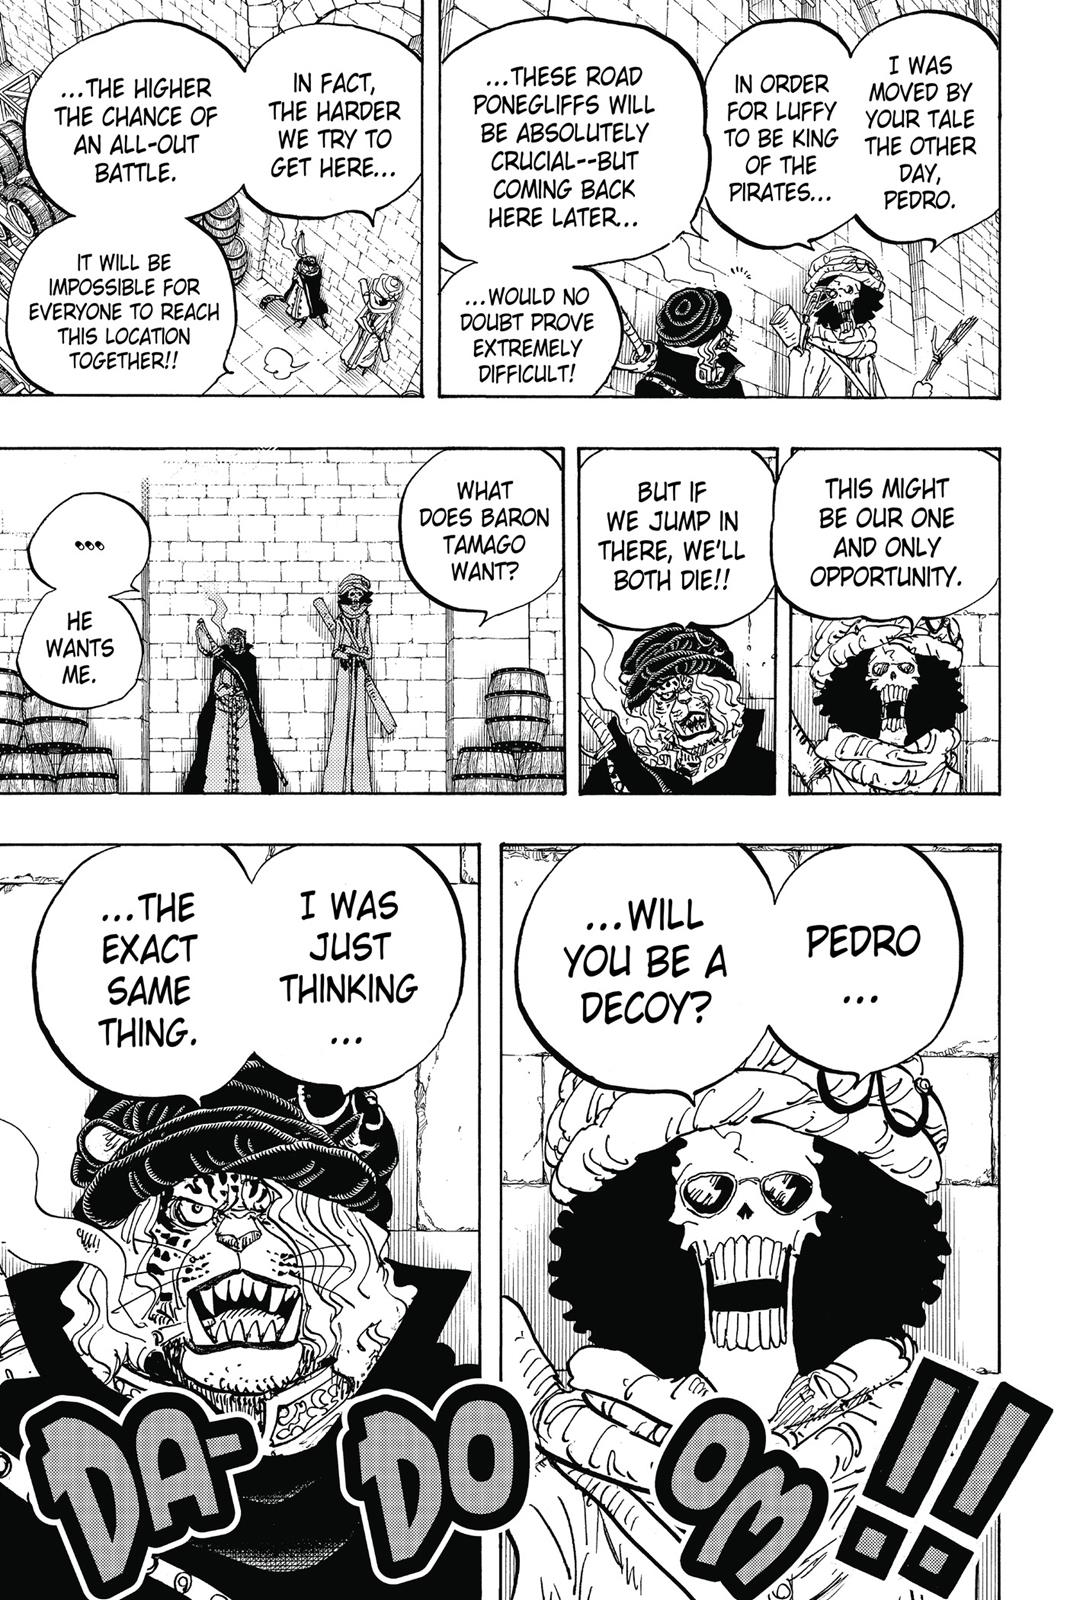 I WAS
MOVED BY
YOUR TALE
THE OTHER
DAY,
PEDRO.
IN ORDER
FOR LUFFY
TO BE KING
OF THE
PIRATES...
...THESE ROAD
PONEGLIFFS WILL
BE ABSOLUTELY
CRUCIAL--BUT
COMING BACK
HERE LATER...
...WOULD NO
DOUBT PROVE
EXTREMELY
DIFFICULT!
IN FACT,
THE HARDER
WE TRY TO
GET HERE...
...THE HIGHER
THE CHANCE OF
AN ALL-OUT
BATTLE.
IT WILL BE
IMPOSSIBLE FOR
EVERYONE TO REACH
THIS LOCATION
TOGETHER!!
THIS MIGHT
BE OUR ONE
AND ONLY
OPPORTUNITY.
BUT IF
WE JUMP IN
THERE, WE'LL
BOTH DIE!!
WHAT
DOES BARON
TAMAGO
WANT?
...
HE
WANTS
ME.
PEDRO
...
...WILL
YOU BE A
DECOY?
I WAS
JUST
THINKING
...
...THE
EXACT
SAME
THING.
DA-DOOM!!